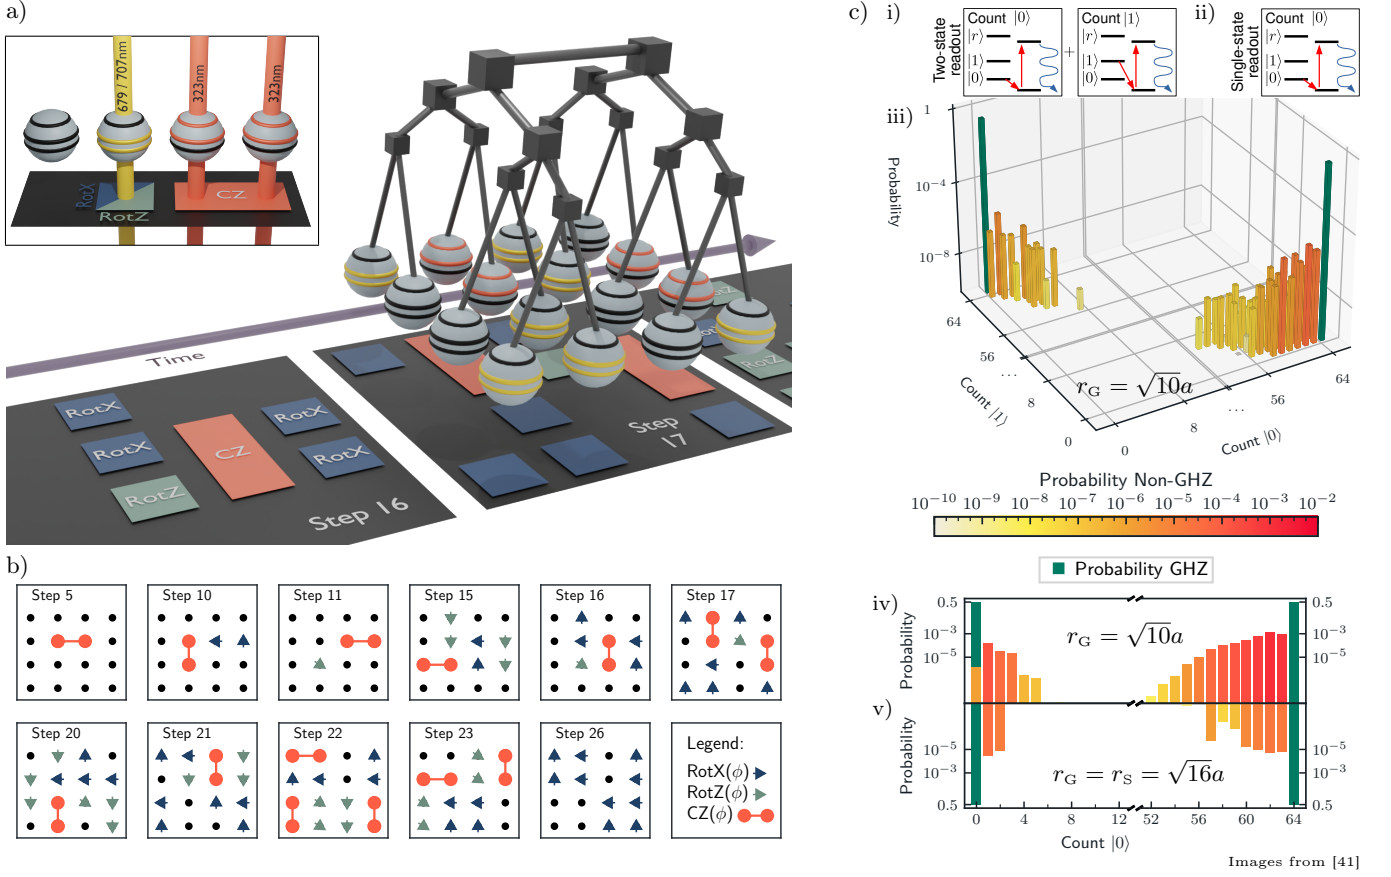 a)
679 / 707nm
323nm
323nm
RotX
RotZ
CZ
Time
RotX
RotX
RotX
RotX
RotZ
CZ
Step 16
Step
17
RotZ
b)
Step 5
Step 10
Step 11
Step 15
Step 16
Step 17
Step 20
Step 21
Step 22
Step 23
Step 26
Legend:
RotX(ϕ)
RotZ(ϕ)
CZ(ϕ)
c)
i)
Two-state
readout
Count |0⟩
|r⟩
|1⟩
|0⟩
+
Count |1⟩
|r⟩
|1⟩
|0⟩
ii)
Single-state
readout
Count |0⟩
|r⟩
|1⟩
|0⟩
iii)
Probability
1
10⁻⁴
10⁻⁸
64
56
...
8
0
Count |1⟩
0
8
...
56
64
Count |0⟩
r_G = √10a
Probability Non-GHZ
10⁻¹⁰ 10⁻⁹ 10⁻⁸ 10⁻⁷ 10⁻⁶ 10⁻⁵ 10⁻⁴ 10⁻³ 10⁻²
Probability GHZ
iv)
Probability
0.5
10⁻³
10⁻⁵
r_G = √10a
0.5
10⁻³
10⁻⁵
v)
Probability
10⁻⁵
10⁻³
0.5
r_G = r_S = √16a
10⁻⁵
10⁻³
0.5
0 4 8 12 52 56 60 64
Count |0⟩
Images from [41]